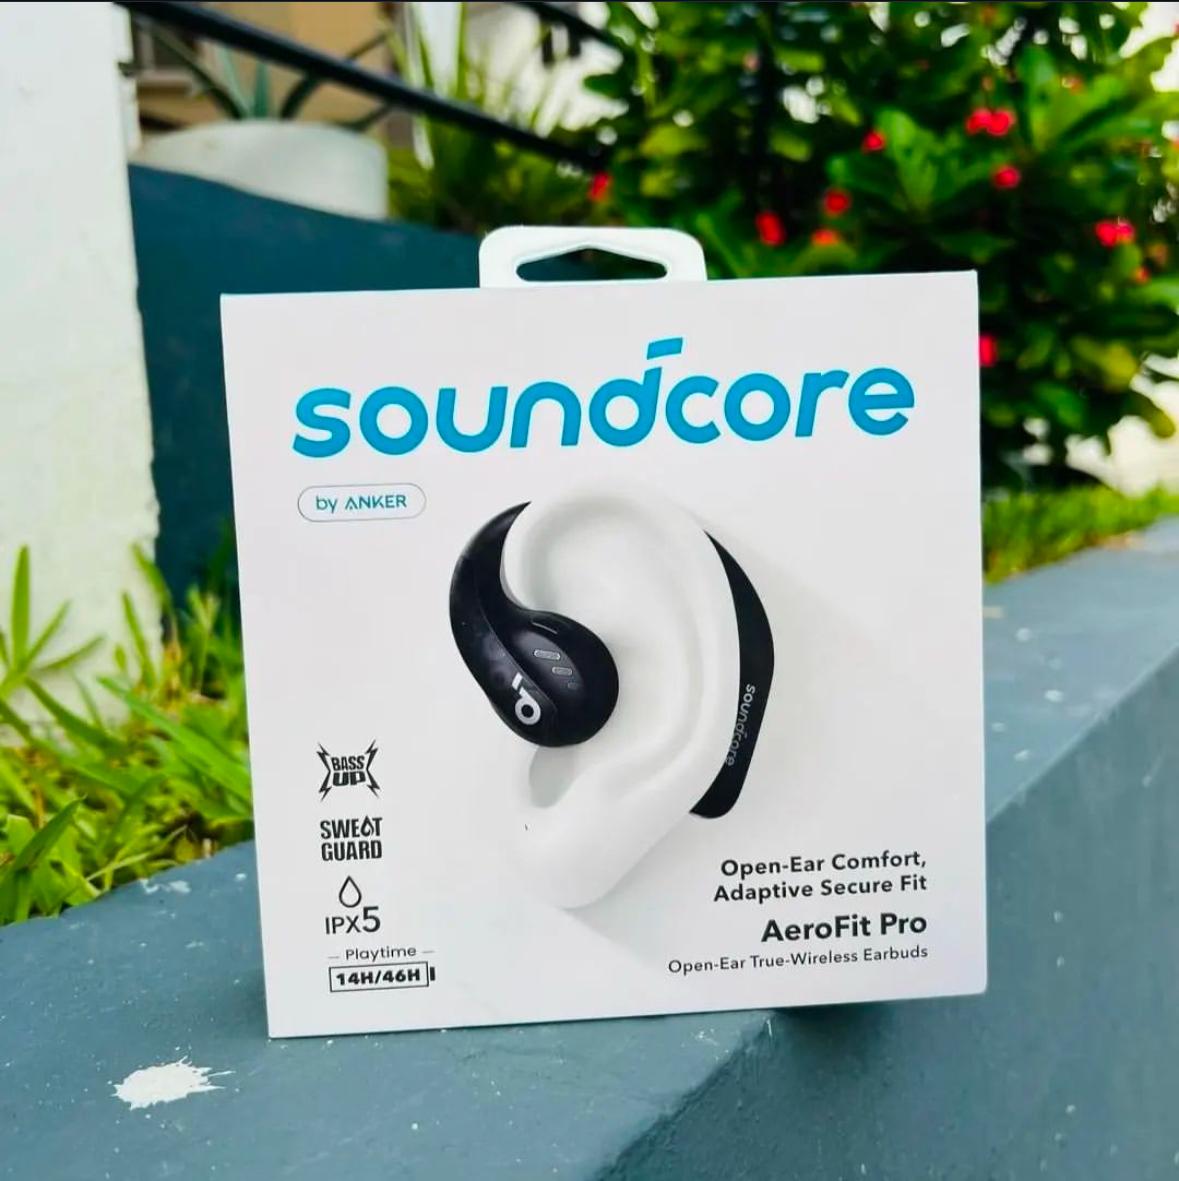 soundcore
by ANKER
soundcore
BASS
UP
SWEAT
GUARD
IPX5
Playtime
14H/46H
Open-Ear Comfort,
Adaptive Secure Fit
AeroFit Pro
Open-Ear True-Wireless Earbuds